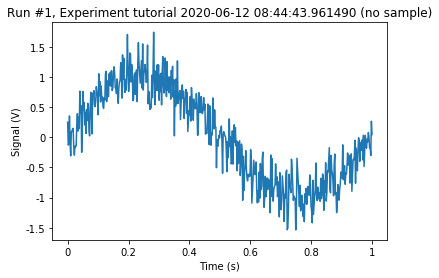 Run #1, Experiment tutorial 2020-06-12 08:44:43.961490 (no sample)
1.5
1
0.5
0
-0.5
-1
-1.5
Signal (V)
0 0.2 0.4 0.6 0.8 1
Time (s)